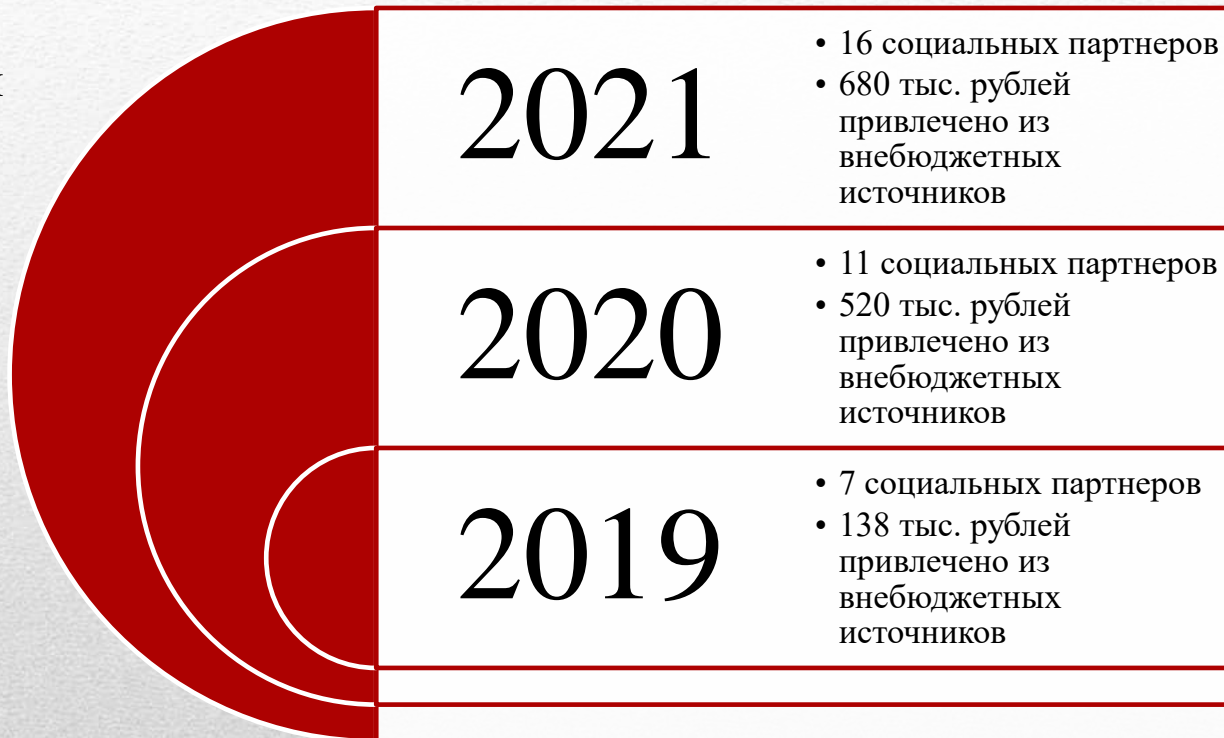 2021
• 16 социальных партнеров
• 680 тыс. рублей
привлечено из
внебюджетных
источников
2020
• 11 социальных партнеров
• 520 тыс. рублей
привлечено из
внебюджетных
источников
2019
• 7 социальных партнеров
• 138 тыс. рублей
привлечено из
внебюджетных
источников